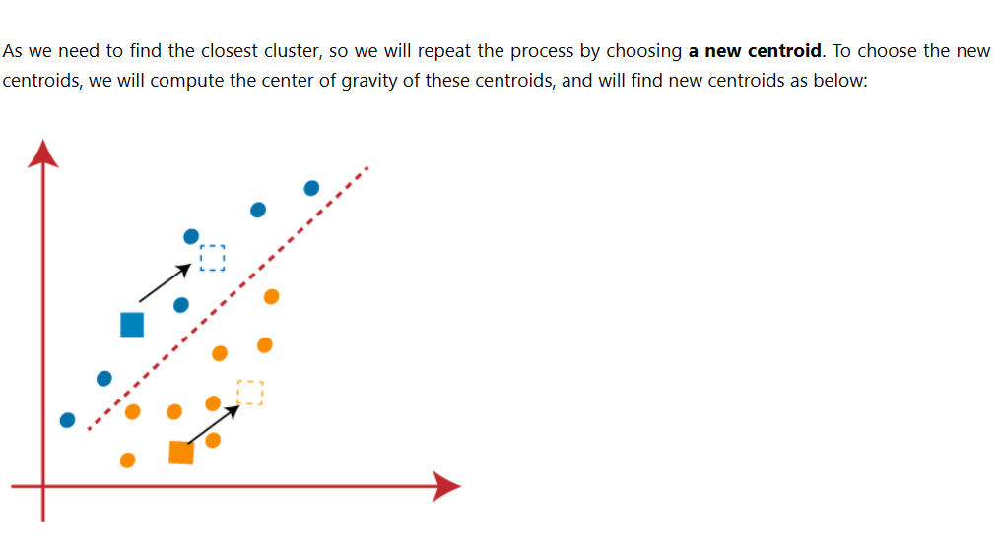 As we need to find the closest cluster, so we will repeat the process by choosing a new centroid. To choose the new
centroids, we will compute the center of gravity of these centroids, and will find new centroids as below: